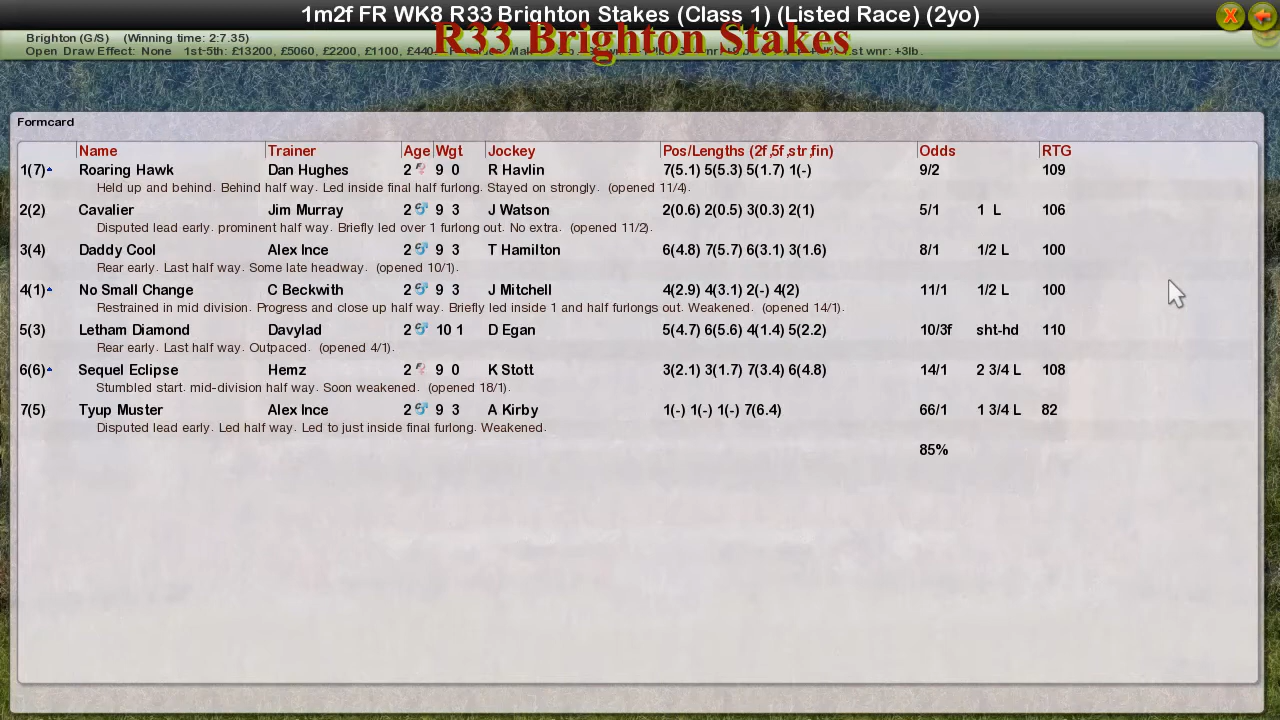 1m2f FR WK8 R33 Brighton Stakes (Class 1) (Listed Race) (2yo)
R33 Brighton Stakes
Brighton (G/S) (Winning time: 2:7.35)
Open Draw Effect: None 1st-5th: £13200, £5060, £2200, £1100, £440. wnr: +3lb.
Formcard
Name Trainer Age Wgt Jockey Pos/Lengths (2f,5f,str,fin) Odds RTG
1(7) Roaring Hawk Dan Hughes 2 9 0 R Havlin 7(5.1) 5(5.3) 5(1.7) 1(-) 9/2 109
Held up and behind. Behind half way. Led inside final half furlong. Stayed on strongly. (opened 11/4).
2(2) Cavalier Jim Murray 2 9 3 J Watson 2(0.6) 2(0.5) 3(0.3) 2(1) 5/1 1 L 106
Disputed lead early. prominent half way. Briefly led over 1 furlong out. No extra. (opened 11/2).
3(4) Daddy Cool Alex Ince 2 9 3 T Hamilton 6(4.8) 7(5.7) 6(3.1) 3(1.6) 8/1 1/2 L 100
Rear early. Last half way. Some late headway. (opened 10/1).
4(1) No Small Change C Beckwith 2 9 3 J Mitchell 4(2.9) 4(3.1) 2(-) 4(2) 11/1 1/2 L 100
Restrained in mid division. Progress and close up half way. Briefly led inside 1 and half furlongs out. Weakened. (opened 14/1).
5(3) Letham Diamond Davylad 2 10 1 D Egan 5(4.7) 6(5.6) 4(1.4) 5(2.2) 10/3f sht-hd 110
Rear early. Last half way. Outpaced. (opened 4/1).
6(6) Sequel Eclipse Hemz 2 9 0 K Stott 3(2.1) 3(1.7) 7(3.4) 6(4.8) 14/1 2 3/4 L 108
Stumbled start. mid-division half way. Soon weakened. (opened 18/1).
7(5) Tyup Muster Alex Ince 2 9 3 A Kirby 1(-) 1(-) 1(-) 7(6.4) 66/1 1 3/4 L 82
Disputed lead early. Led half way. Led to just inside final furlong. Weakened.
85%